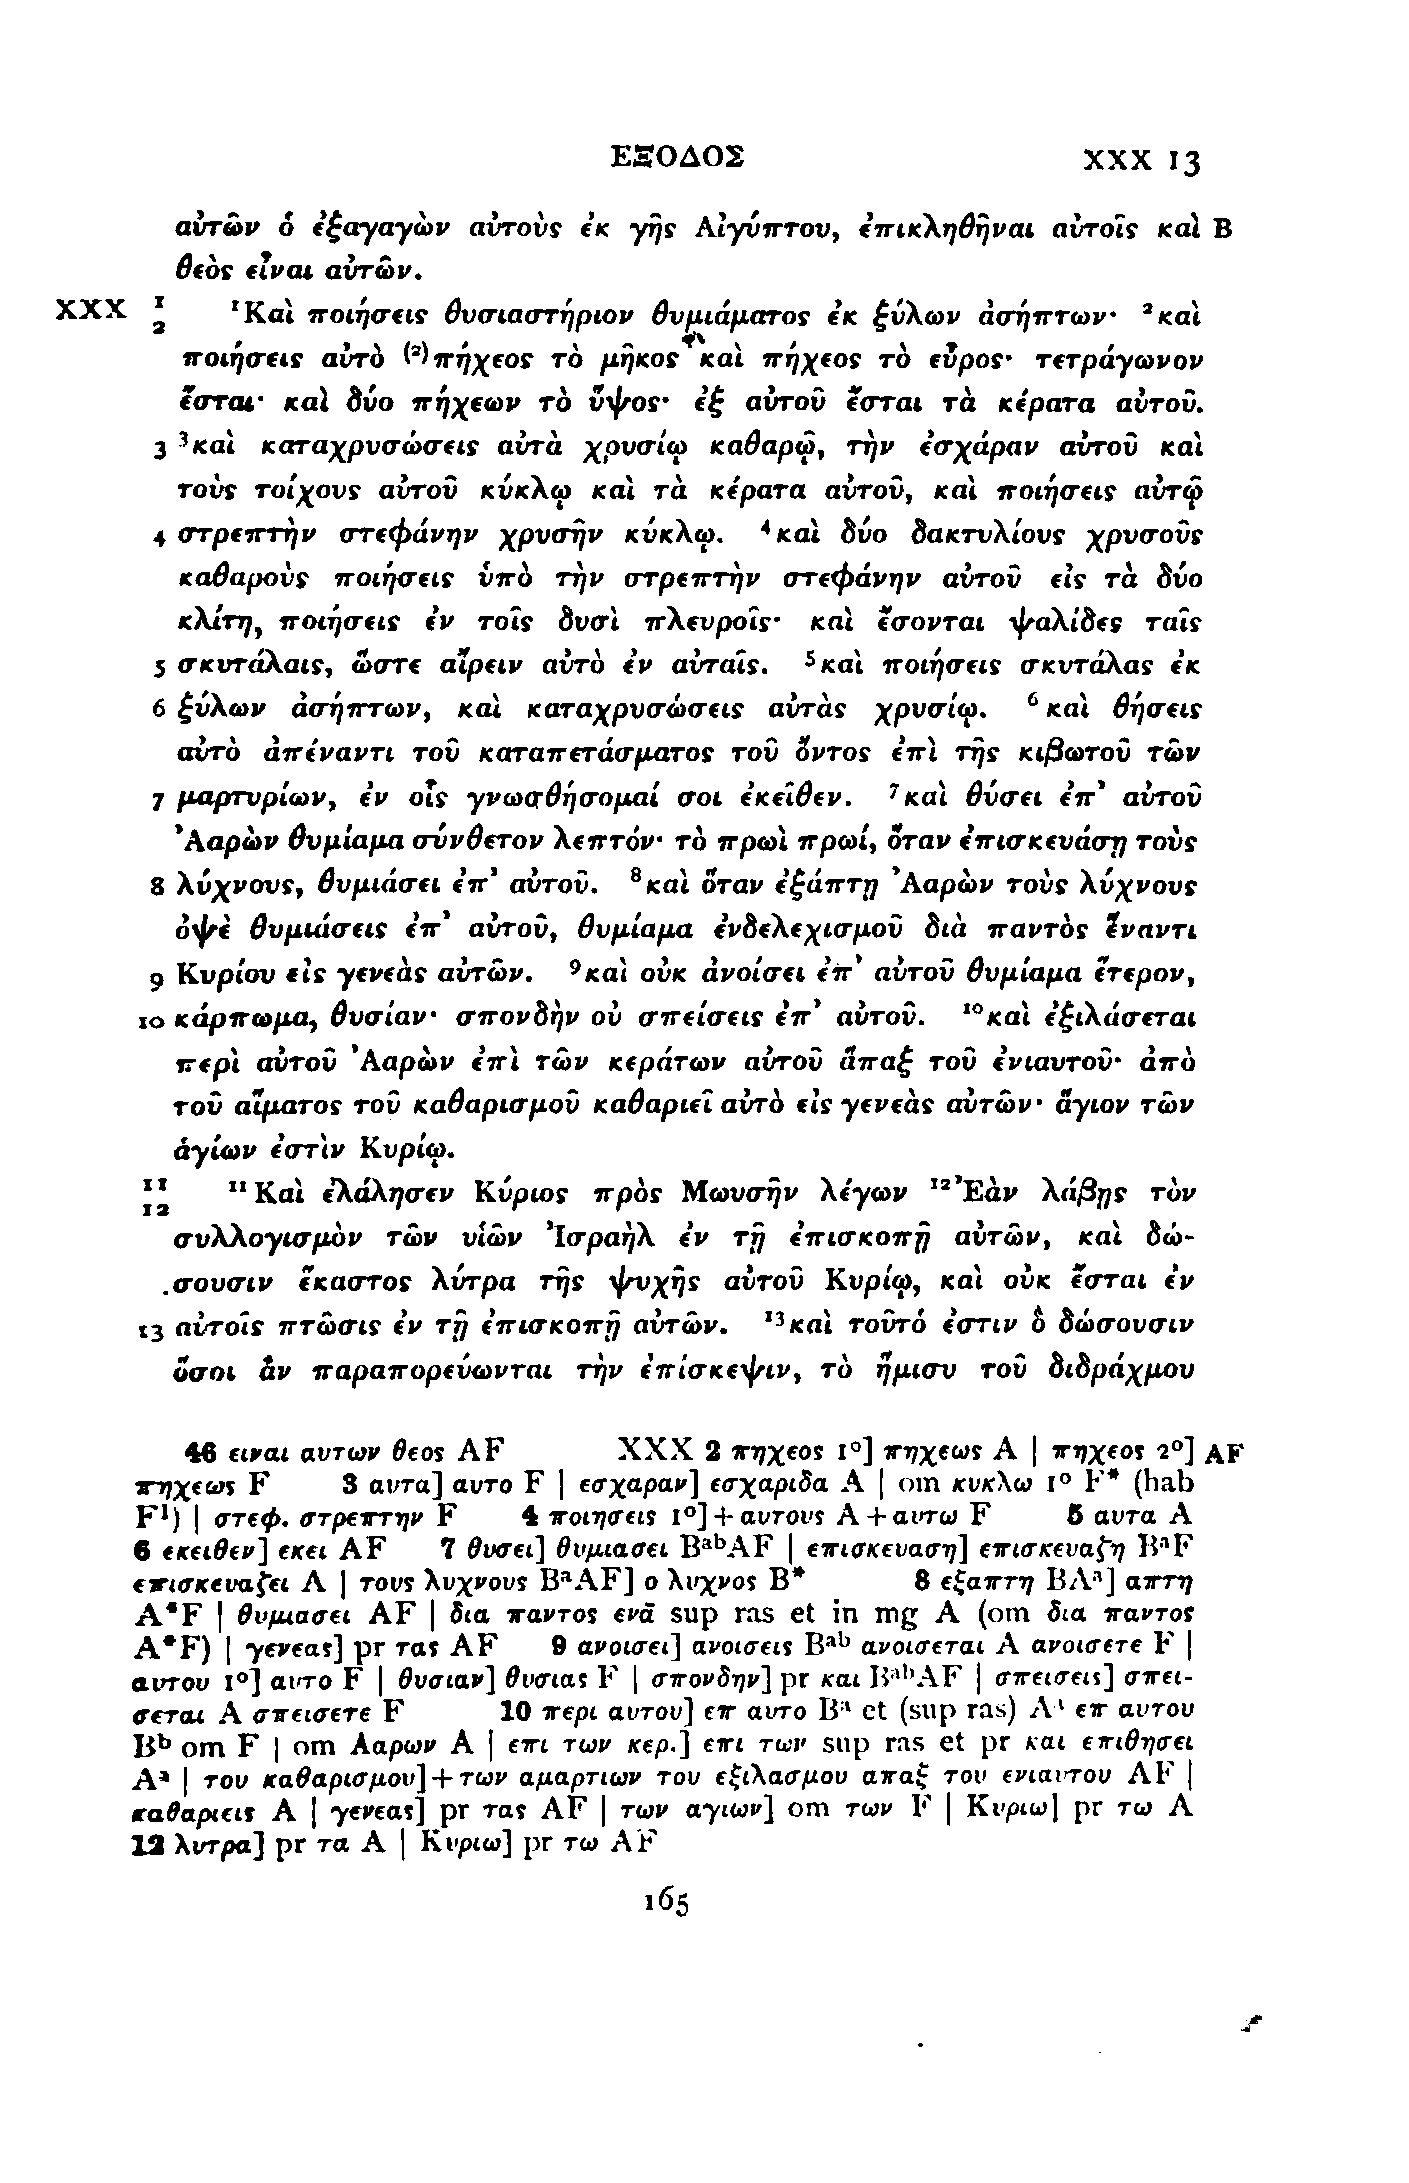 ΕΞΟΔΟΣ XXX 13
αὐτῶν ὁ ἐξαγαγὼν αὐτοὺς ἐκ γῆς Αἰγύπτου, ἐπικληθῆναι αὐτοῖς καὶ B
θεὸς εἶναι αὐτῶν.
XXX 1 2 ¹Καὶ ποιήσεις θυσιαστήριον θυμιάματος ἐκ ξύλων ἀσήπτων· ²καὶ
ποιήσεις αὐτὸ ⁽²⁾πήχεος τὸ μῆκος καὶ πήχεος τὸ εὖρος· τετράγωνον
ἔσται· καὶ δύο πήχεων τὸ ὕψος· ἐξ αὐτοῦ ἔσται τὰ κέρατα αὐτοῦ.
3 ³καὶ καταχρυσώσεις αὐτὰ χρυσίῳ καθαρῷ, τὴν ἐσχάραν αὐτοῦ καὶ
τοὺς τοίχους αὐτοῦ κύκλῳ καὶ τὰ κέρατα αὐτοῦ, καὶ ποιήσεις αὐτῷ
4 στρεπτὴν στεφάνην χρυσῆν κύκλῳ. ⁴καὶ δύο δακτυλίους χρυσοῦς
καθαροὺς ποιήσεις ὑπὸ τὴν στρεπτὴν στεφάνην αὐτοῦ εἰς τὰ δύο
κλίτη, ποιήσεις ἐν τοῖς δυσὶ πλευροῖς· καὶ ἔσονται ψαλίδες ταῖς
5 σκυτάλαις, ὥστε αἴρειν αὐτὸ ἐν αὐταῖς. ⁵καὶ ποιήσεις σκυτάλας ἐκ
6 ξύλων ἀσήπτων, καὶ καταχρυσώσεις αὐτὰς χρυσίῳ. ⁶καὶ θήσεις
αὐτὸ ἀπέναντι τοῦ καταπετάσματος τοῦ ὄντος ἐπὶ τῆς κιβωτοῦ τῶν
7 μαρτυρίων, ἐν οἷς γνωσθήσομαί σοι ἐκεῖθεν. ⁷καὶ θύσει ἐπ᾽ αὐτοῦ
Ἀαρὼν θυμίαμα σύνθετον λεπτόν· τὸ πρωὶ πρωί, ὅταν ἐπισκευάσῃ τοὺς
8 λύχνους, θυμιάσει ἐπ᾽ αὐτοῦ. ⁸καὶ ὅταν ἐξάπτῃ Ἀαρὼν τοὺς λύχνους
ὀψὲ θυμιάσεις ἐπ᾽ αὐτοῦ, θυμίαμα ἐνδελεχισμοῦ διὰ παντὸς ἔναντι
9 Κυρίου εἰς γενεὰς αὐτῶν. ⁹καὶ οὐκ ἀνοίσει ἐπ᾽ αὐτοῦ θυμίαμα ἕτερον,
10 κάρπωμα, θυσίαν· σπονδὴν οὐ σπείσεις ἐπ᾽ αὐτοῦ. ¹⁰καὶ ἐξιλάσεται
περὶ αὐτοῦ Ἀαρὼν ἐπὶ τῶν κεράτων αὐτοῦ ἅπαξ τοῦ ἐνιαυτοῦ· ἀπὸ
τοῦ αἵματος τοῦ καθαρισμοῦ καθαριεῖ αὐτὸ εἰς γενεὰς αὐτῶν· ἅγιον τῶν
ἁγίων ἐστὶν Κυρίῳ.
11 12 ¹¹Καὶ ἐλάλησεν Κύριος πρὸς Μωυσῆν λέγων ¹²Ἐὰν λάβῃς τὸν
συλλογισμὸν τῶν υἱῶν Ἰσραὴλ ἐν τῇ ἐπισκοπῇ αὐτῶν, καὶ δώ-
σουσιν ἕκαστος λύτρα τῆς ψυχῆς αὐτοῦ Κυρίῳ, καὶ οὐκ ἔσται ἐν
13 αὐτοῖς πτῶσις ἐν τῇ ἐπισκοπῇ αὐτῶν. ¹³καὶ τοῦτό ἐστιν ὃ δώσουσιν
ὅσοι ἂν παραπορεύωνται τὴν ἐπίσκεψιν, τὸ ἥμισυ τοῦ διδράχμου
46 ειναι αυτων θεος AF XXX 2 πηχεος 1°] πηχεως A | πηχεος 2°] AF
πηχεως F 3 αυτα] αυτο F | εσχαραν] εσχαριδα A | om κυκλω 1° F* (hab
F¹) | στεφ. στρεπτην F 4 ποιησεις 1°]+αυτους A +αυτω F 5 αυτα A
6 εκειθεν] εκει AF 7 θυσει] θυμιασει BᵃᵇAF | επισκευαση] επισκευαζη BᵃF
επισκευαζει A | τους λυχνους BᵃAF] ο λυχνος B* 8 εξαπτη BAᵃ] απτη
A*F | θυμιασει AF | δια παντος ενα̅ sup ras et in mg A (om δια παντος
A*F) | γενεας] pr τας AF 9 ανοισει] ανοισεις Bᵃᵇ ανοισεται A ανοισετε F |
αυτου 1°] αυτο F | θυσιαν] θυσιας F | σπονδην] pr και BᵃᵇAF | σπεισεις] σπει-
σεται A σπεισετε F 10 περι αυτου] επ αυτο Bᵃ et (sup ras) A¹ επ αυτου
Bᵇ om F | om Ααρων A | επι των κερ.] επι των sup ras et pr και επιθησει
Aᵃ | του καθαρισμου]+των αμαρτιων του εξιλασμου απαξ του ενιαυτου AF |
καθαριεις A | γενεας] pr τας AF | των αγιων] om των F | Κυριω] pr τω A
12 λυτρα] pr τα A | Κυριω] pr τω AF
165